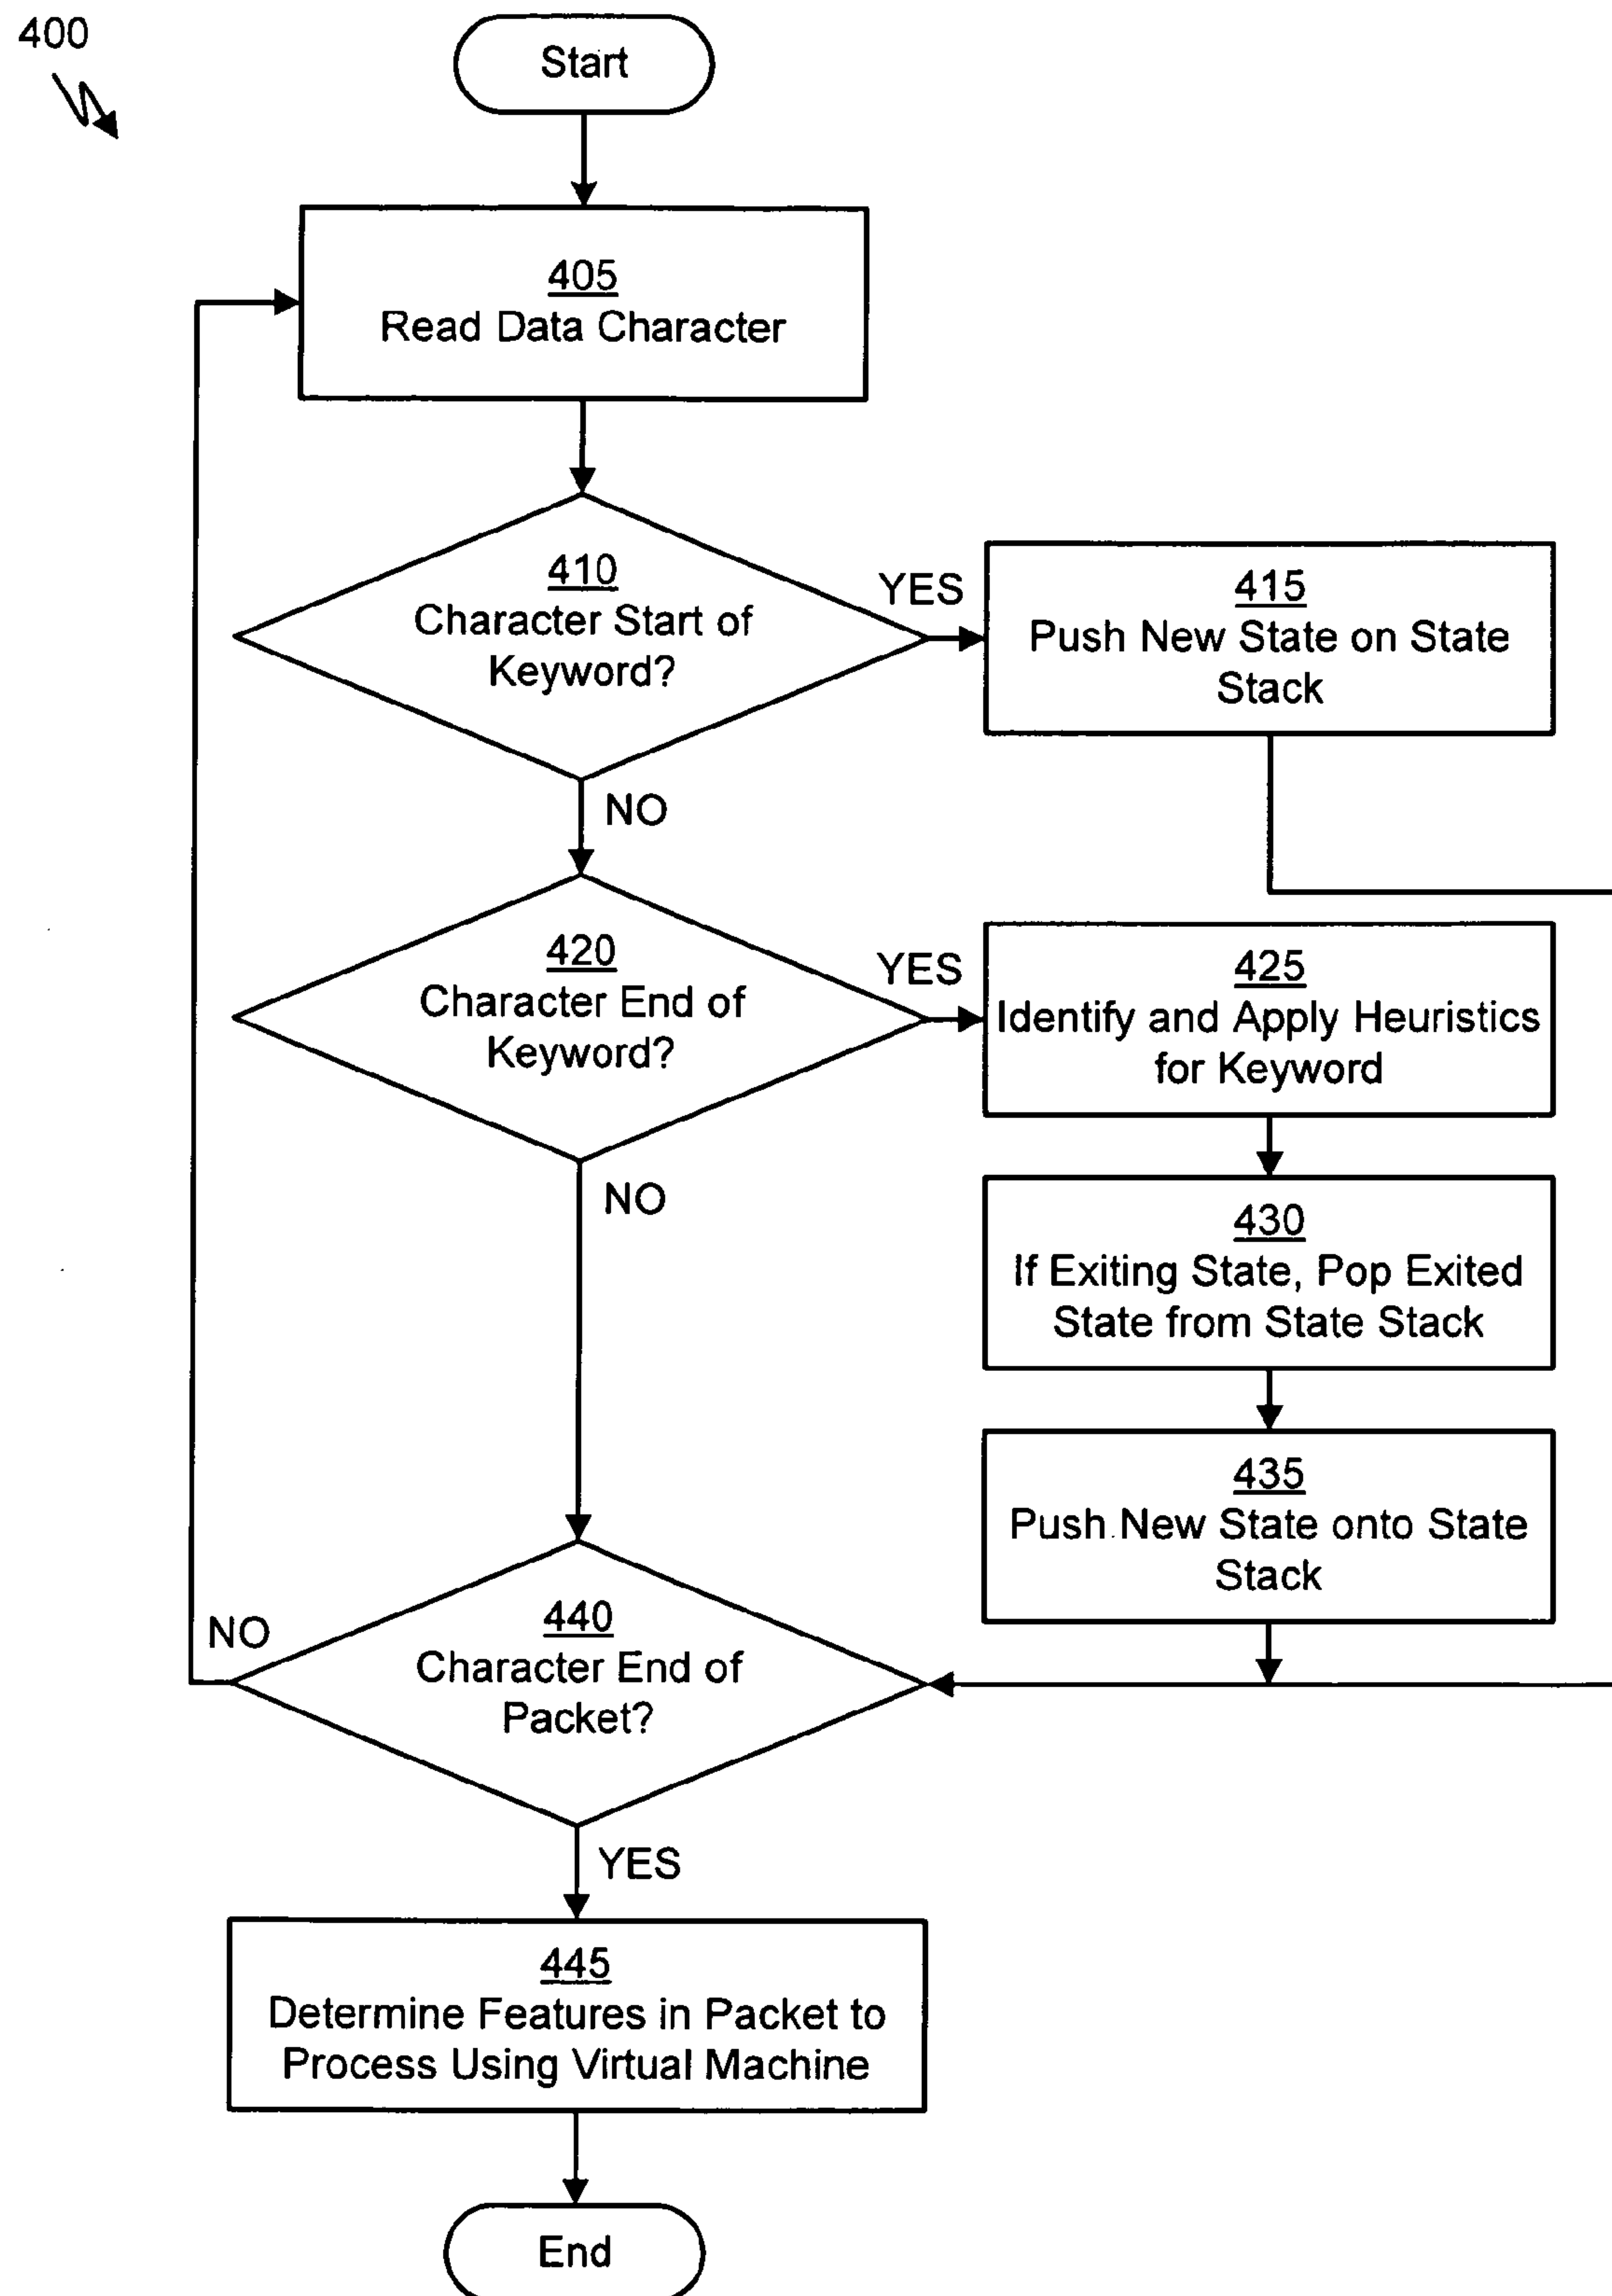 400
Start
405
Read Data Character
410
Character Start of
Keyword?
YES
415
Push New State on State
Stack
NO
420
Character End of
Keyword?
YES
425
Identify and Apply Heuristics
for Keyword
NO
430
If Exiting State, Pop Exited
State from State Stack
435
Push New State onto State
Stack
NO
440
Character End of
Packet?
YES
445
Determine Features in Packet to
Process Using Virtual Machine
End